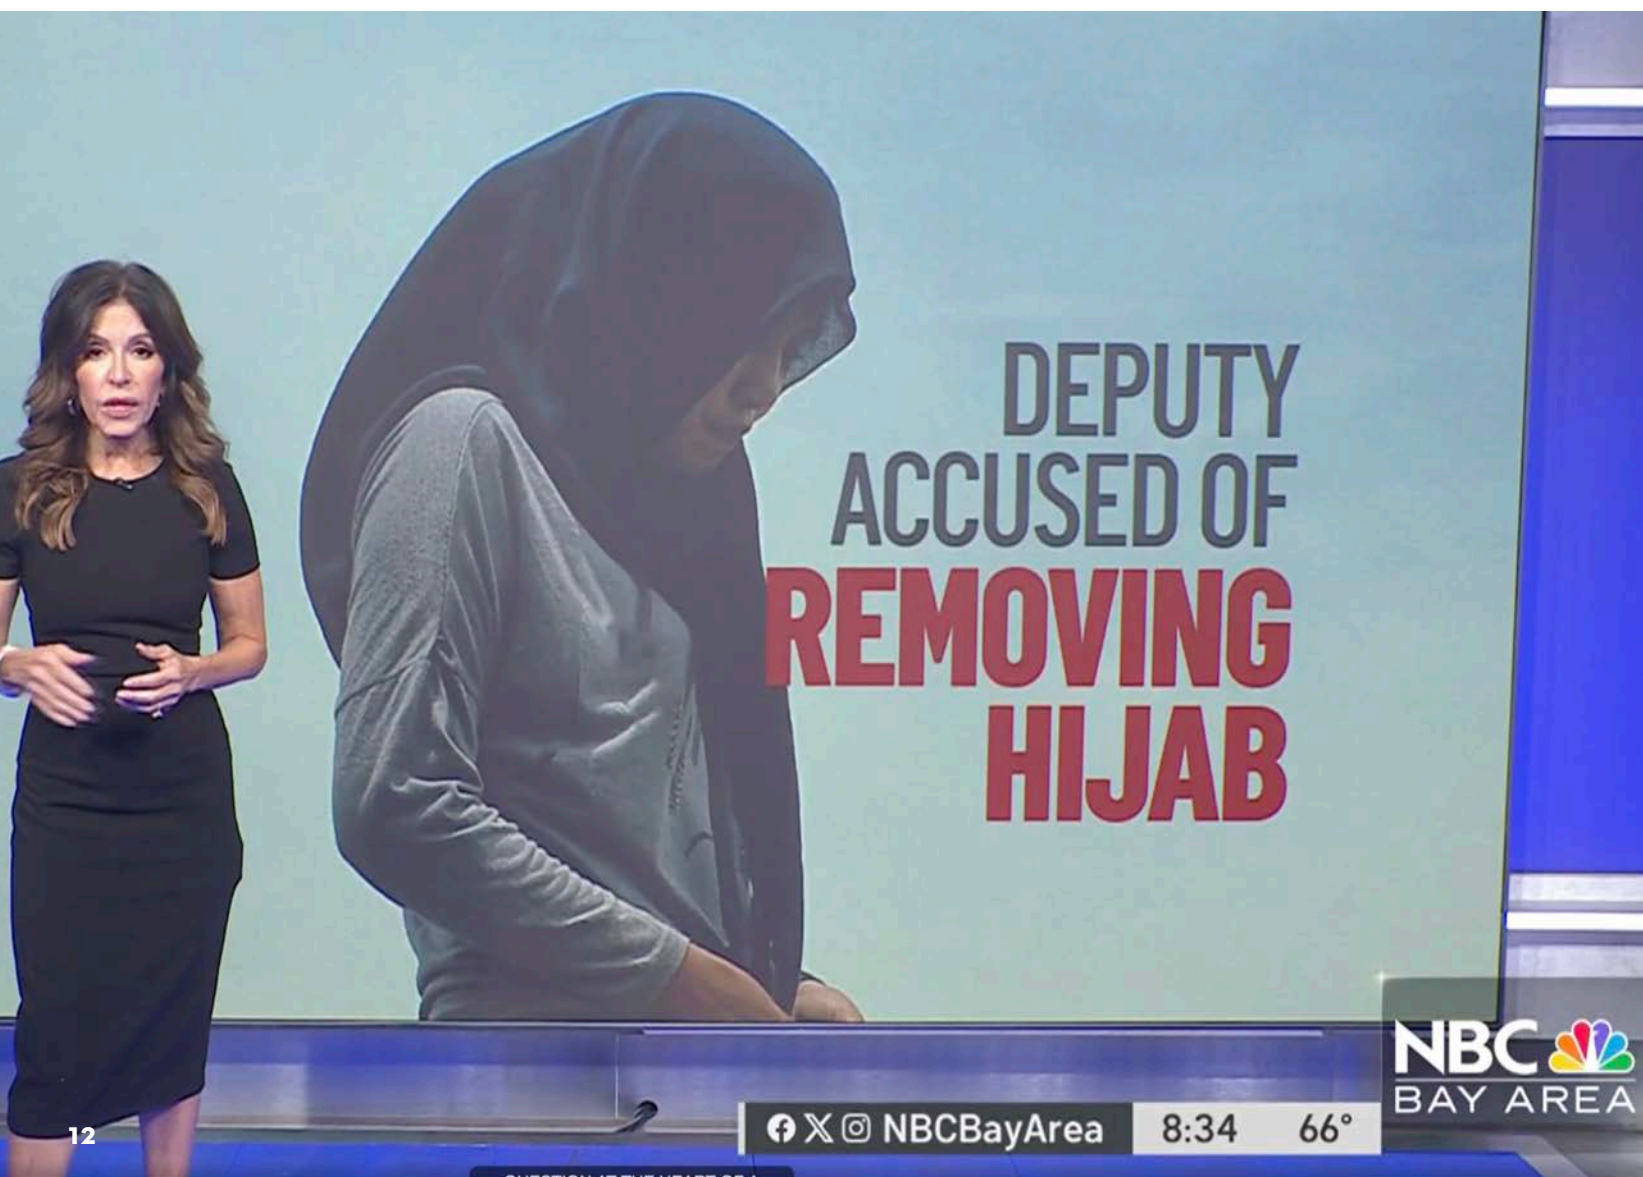 DEPUTY
ACCUSED OF
REMOVING
HIJAB
NBC
BAY AREA
NBCBayArea 8:34 66°
12